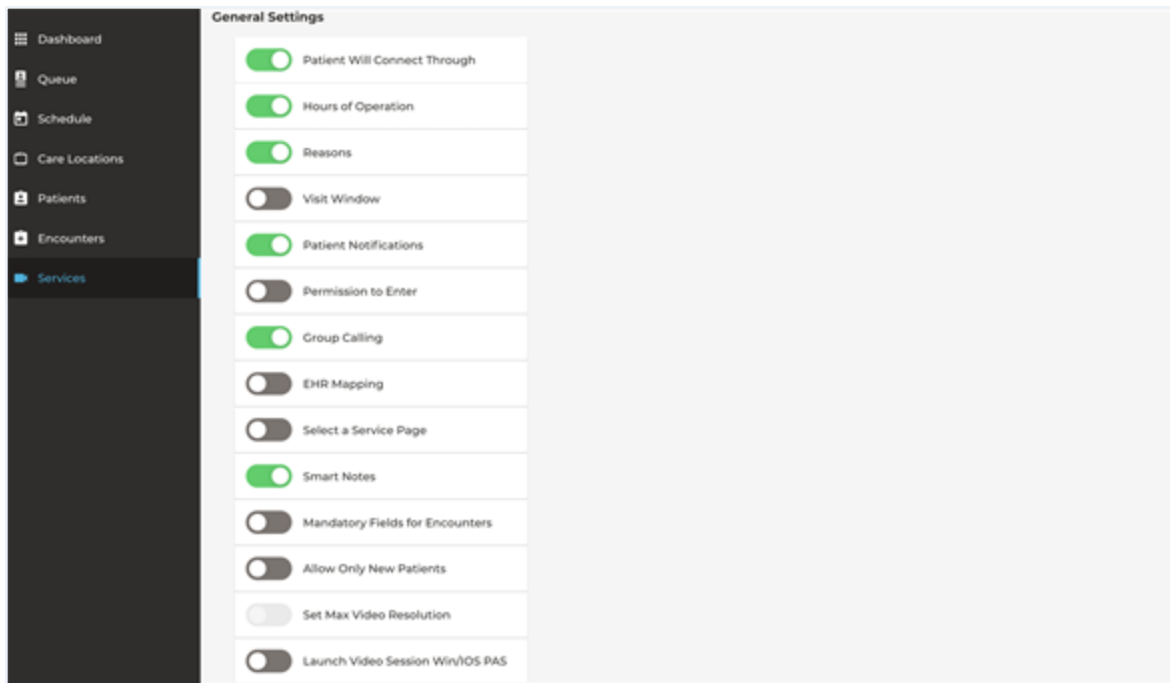 General Settings
Dashboard
Queue
Schedule
Care Locations
Patients
Encounters
Services
Patient Will Connect Through
Hours of Operation
Reasons
Visit Window
Patient Notifications
Permission to Enter
Group Calling
EHR Mapping
Select a Service Page
Smart Notes
Mandatory Fields for Encounters
Allow Only New Patients
Set Max Video Resolution
Launch Video Session Win/IOS PAS